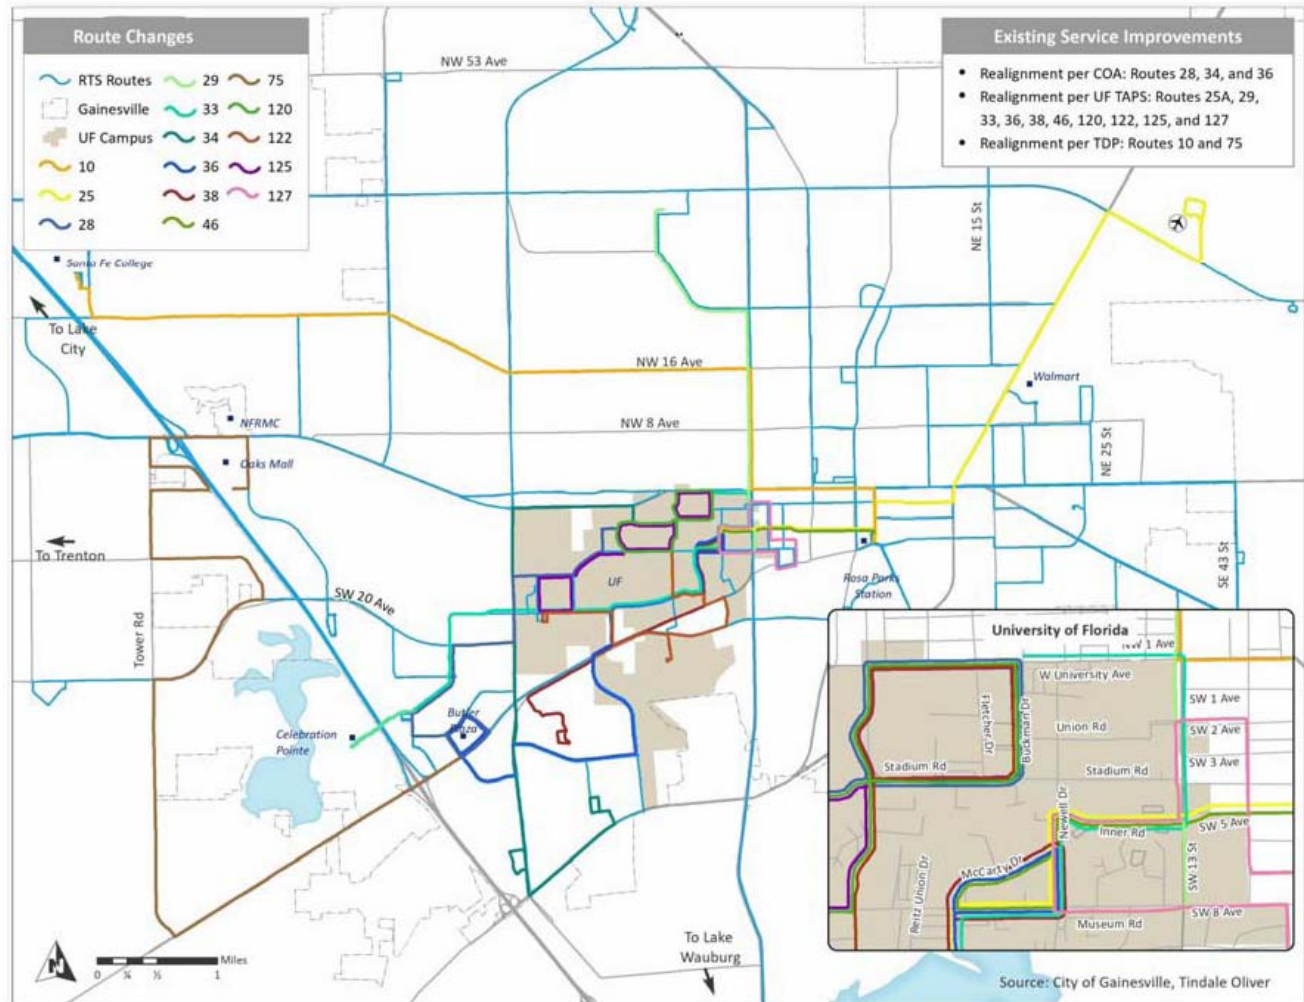 Route Changes
RTS Routes
Gainesville
UF Campus
10
25
28
29
33
34
36
38
46
75
120
122
125
127
Existing Service Improvements
• Realignment per COA: Routes 28, 34, and 36
• Realignment per UF TAPS: Routes 25A, 29,
33, 36, 38, 46, 120, 122, 125, and 127
• Realignment per TDP: Routes 10 and 75
NW 53 Ave
NE 15 St
Santa Fe College
To Lake
City
NW 16 Ave
Walmart
NFRMC
NW 8 Ave
Oaks Mall
NE 25 St
To Trenton
UF
Rosa Parks
Station
SE 43 St
SW 20 Ave
Tower Rd
Butler
Plaza
Celebration
Pointe
University of Florida
NW 1 Ave
W University Ave
SW 1 Ave
Fletcher Dr
Buckman Dr
Union Rd
SW 2 Ave
SW 3 Ave
Stadium Rd
Stadium Rd
Newell Dr
Inner Rd
SW 5 Ave
McCarty Dr
Reitz Union Dr
SW 13 St
SW 8 Ave
Museum Rd
To Lake
Wauburg
N
Miles
0 ¼ ½ 1
Source: City of Gainesville, Tindale Oliver